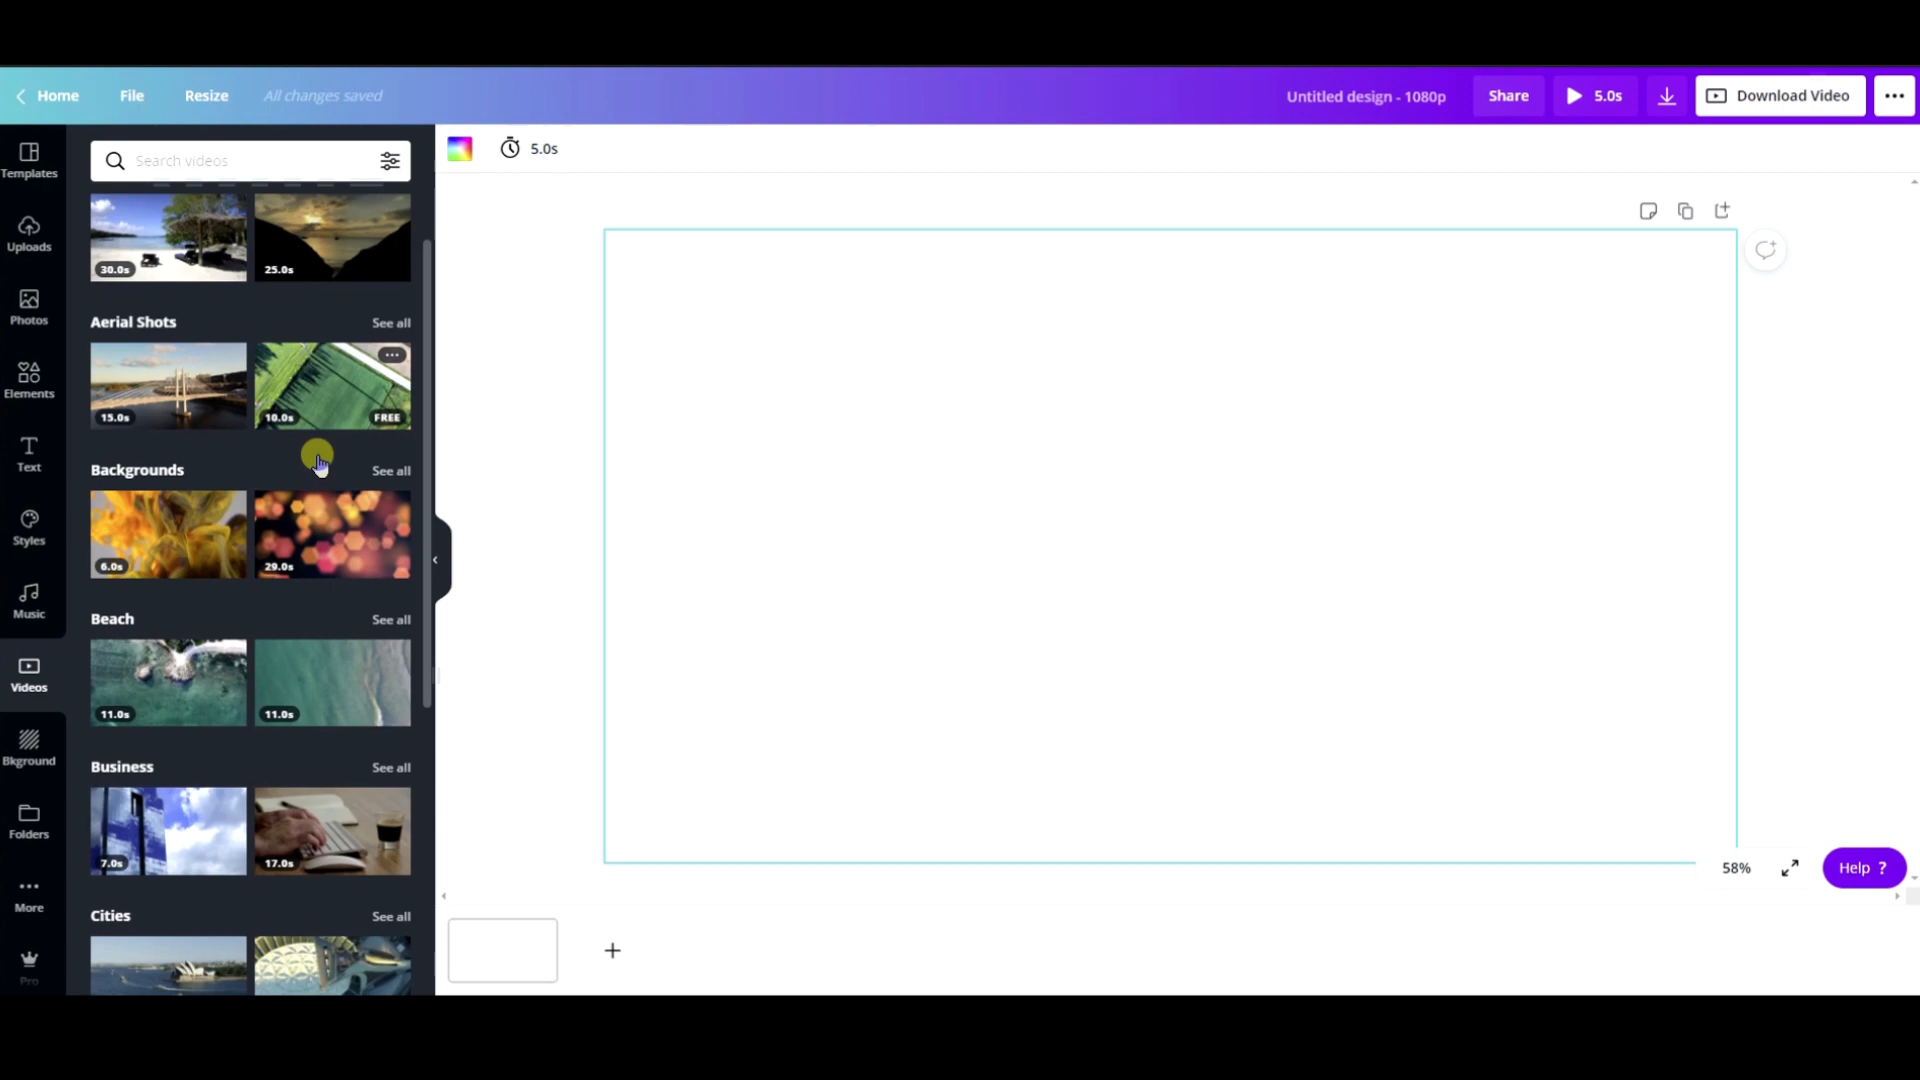 Home File Resize All changes saved Untitled design - 1080p Share 5.0s Download Video
Templates
Search videos
5.0s
30.0s 25.0s
Uploads
Photos
Aerial Shots See all
15.0s 10.0s FREE
Elements
Text
Backgrounds See all
6.0s 29.0s
Styles
Music
Beach See all
11.0s 11.0s
Videos
Bkground
Business See all
7.0s 17.0s
Folders
58% Help ?
More
Cities See all
Pro